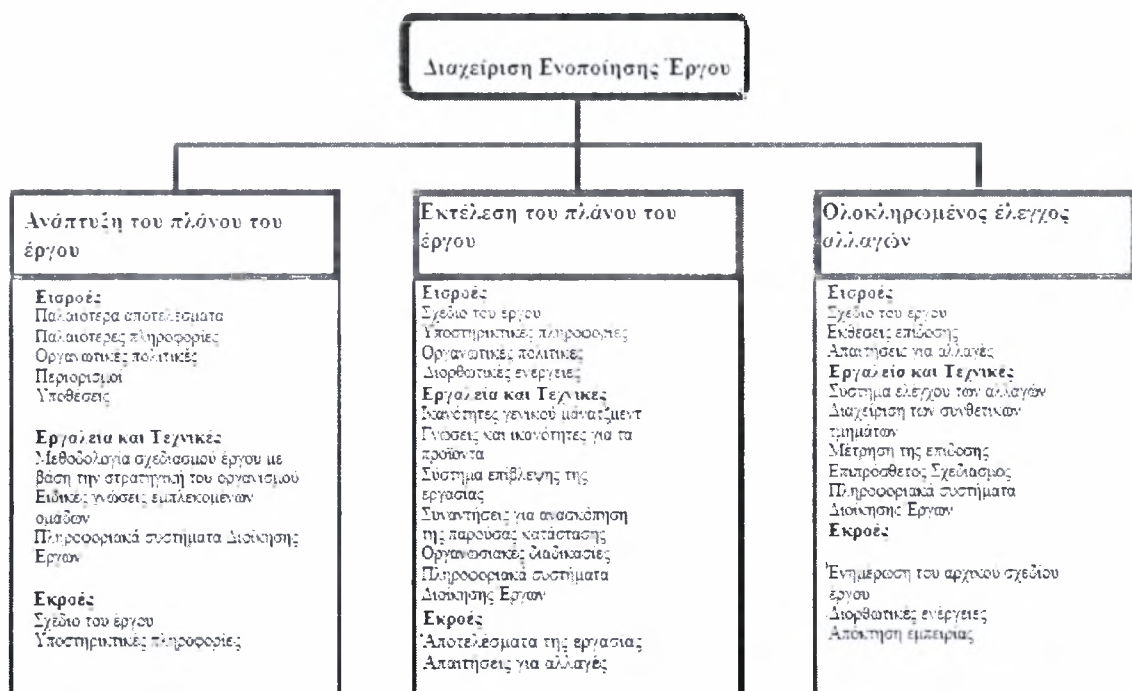 Διαχείριση Ενοποίησης Έργου
Ανάπτυξη του πλάνου του
έργου
Εισροές
Παλαιότερα αποτελέσματα
Παλαιότερες πληροφορίες
Οργανωτικές πολιτικές
Περιορισμοί
Υποθέσεις
Εργαλεία και Τεχνικές
Μεθοδολογία σχεδιασμού έργου με
βάση την στρατηγική του οργανισμού
Ειδικές γνώσεις εμπλεκομένων
ομάδων
Πληροφοριακά συστήματα Διοίκησης
Έργων
Εκροές
Σχέδιο του έργου
Υποστηρικτικές πληροφορίες
Εκτέλεση του πλάνου του
έργου
Εισροές
Σχέδιο του έργου
Υποστηρικτικές πληροφορίες
Οργανωτικές πολιτικές
Διορθωτικές ενέργειες
Εργαλεία και Τεχνικές
Ικανότητες γενικού μάνατζμεντ
Γνώσεις και ικανότητες για τα
προϊόντα
Σύστημα επίβλεψης της
εργασίας
Συναντήσεις για ανασκόπηση
της παρούσας κατάστασης
Οργανωσιακές διαδικασίες
Πληροφοριακά συστήματα
Διοίκησης Έργων
Εκροές
Αποτελέσματα της εργασίας
Απαιτήσεις για αλλαγές
Ολοκληρωμένος έλεγχος
αλλαγών
Εισροές
Σχέδιο του έργου
Εκθέσεις επίδοσης
Απαιτήσεις για αλλαγές
Εργαλεία και Τεχνικές
Σύστημα ελέγχου των αλλαγών
Διαχείριση των συνθετικών
τμημάτων
Μέτρηση της επίδοσης
Επιπρόσθετος Σχεδιασμός
Πληροφοριακά συστήματα
Διοίκησης Έργων
Εκροές
Ένημέρωση του αρχικού σχεδίου
έργου
Διορθωτικές ενέργειες
Απόκτηση εμπειρίας